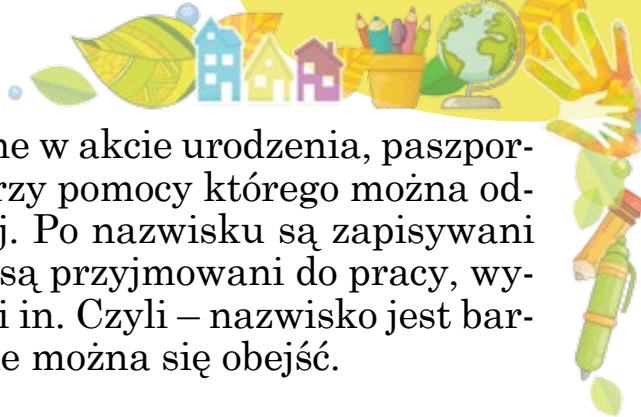 ne w akcie urodzenia, paszpor-
rzy pomocy którego można od-
j. Po nazwisku są zapisywani
są przyjmowani do pracy, wy-
i in. Czyli – nazwisko jest bar-
e można się obejść.